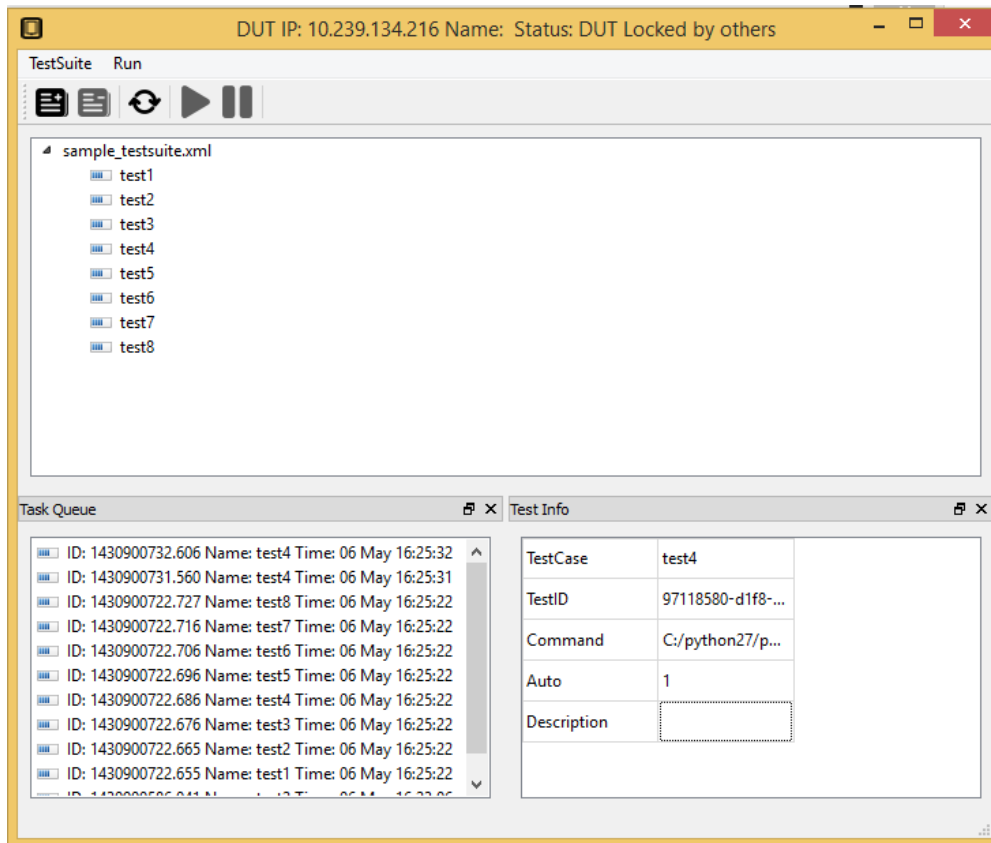 DUT IP: 10.239.134.216 Name: Status: DUT Locked by others
TestSuite Run
sample_testsuite.xml
test1
test2
test3
test4
test5
test6
test7
test8
Task Queue
ID: 1430900732.606 Name: test4 Time: 06 May 16:25:32
ID: 1430900731.560 Name: test4 Time: 06 May 16:25:31
ID: 1430900722.727 Name: test8 Time: 06 May 16:25:22
ID: 1430900722.716 Name: test7 Time: 06 May 16:25:22
ID: 1430900722.706 Name: test6 Time: 06 May 16:25:22
ID: 1430900722.696 Name: test5 Time: 06 May 16:25:22
ID: 1430900722.686 Name: test4 Time: 06 May 16:25:22
ID: 1430900722.676 Name: test3 Time: 06 May 16:25:22
ID: 1430900722.665 Name: test2 Time: 06 May 16:25:22
ID: 1430900722.655 Name: test1 Time: 06 May 16:25:22
Test Info
TestCase test4
TestID 97118580-d1f8-...
Command C:/python27/p...
Auto 1
Description